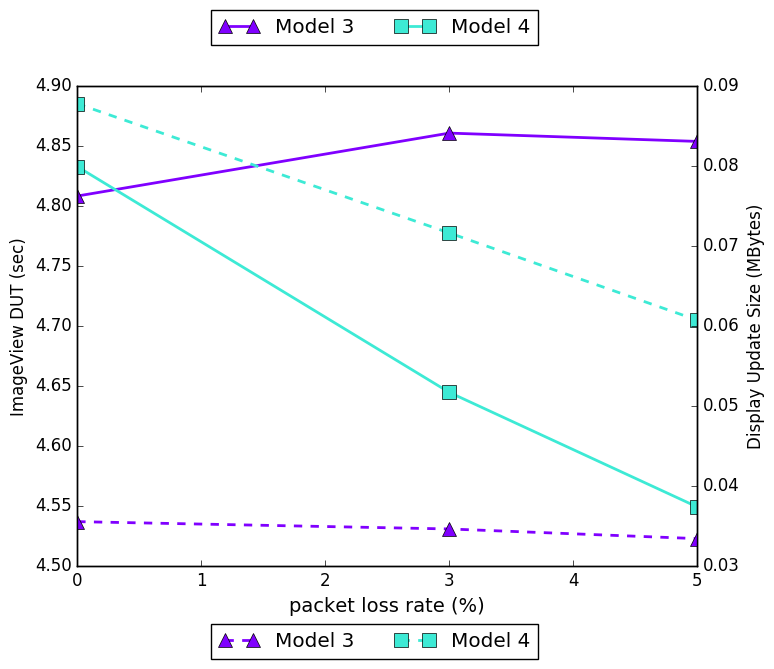 Model 3 Model 4
4.90 0.09
4.85
4.80 0.08
4.75 0.07
4.70 0.06
4.65 0.05
4.60
4.55 0.04
4.50 0.03
ImageView DUT (sec)
Display Update Size (MBytes)
0 1 2 3 4 5
packet loss rate (%)
Model 3 Model 4